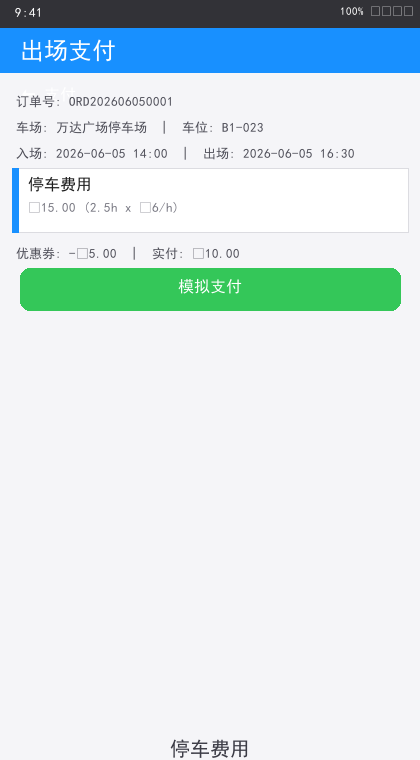 9:41 100% □□□□
出场支付
订单号: ORD202606050001
车场: 万达广场停车场 | 车位: B1-023
入场: 2026-06-05 14:00 | 出场: 2026-06-05 16:30
停车费用
□15.00 (2.5h x □6/h)
优惠券: -□5.00 | 实付: □10.00
模拟支付
停车费用